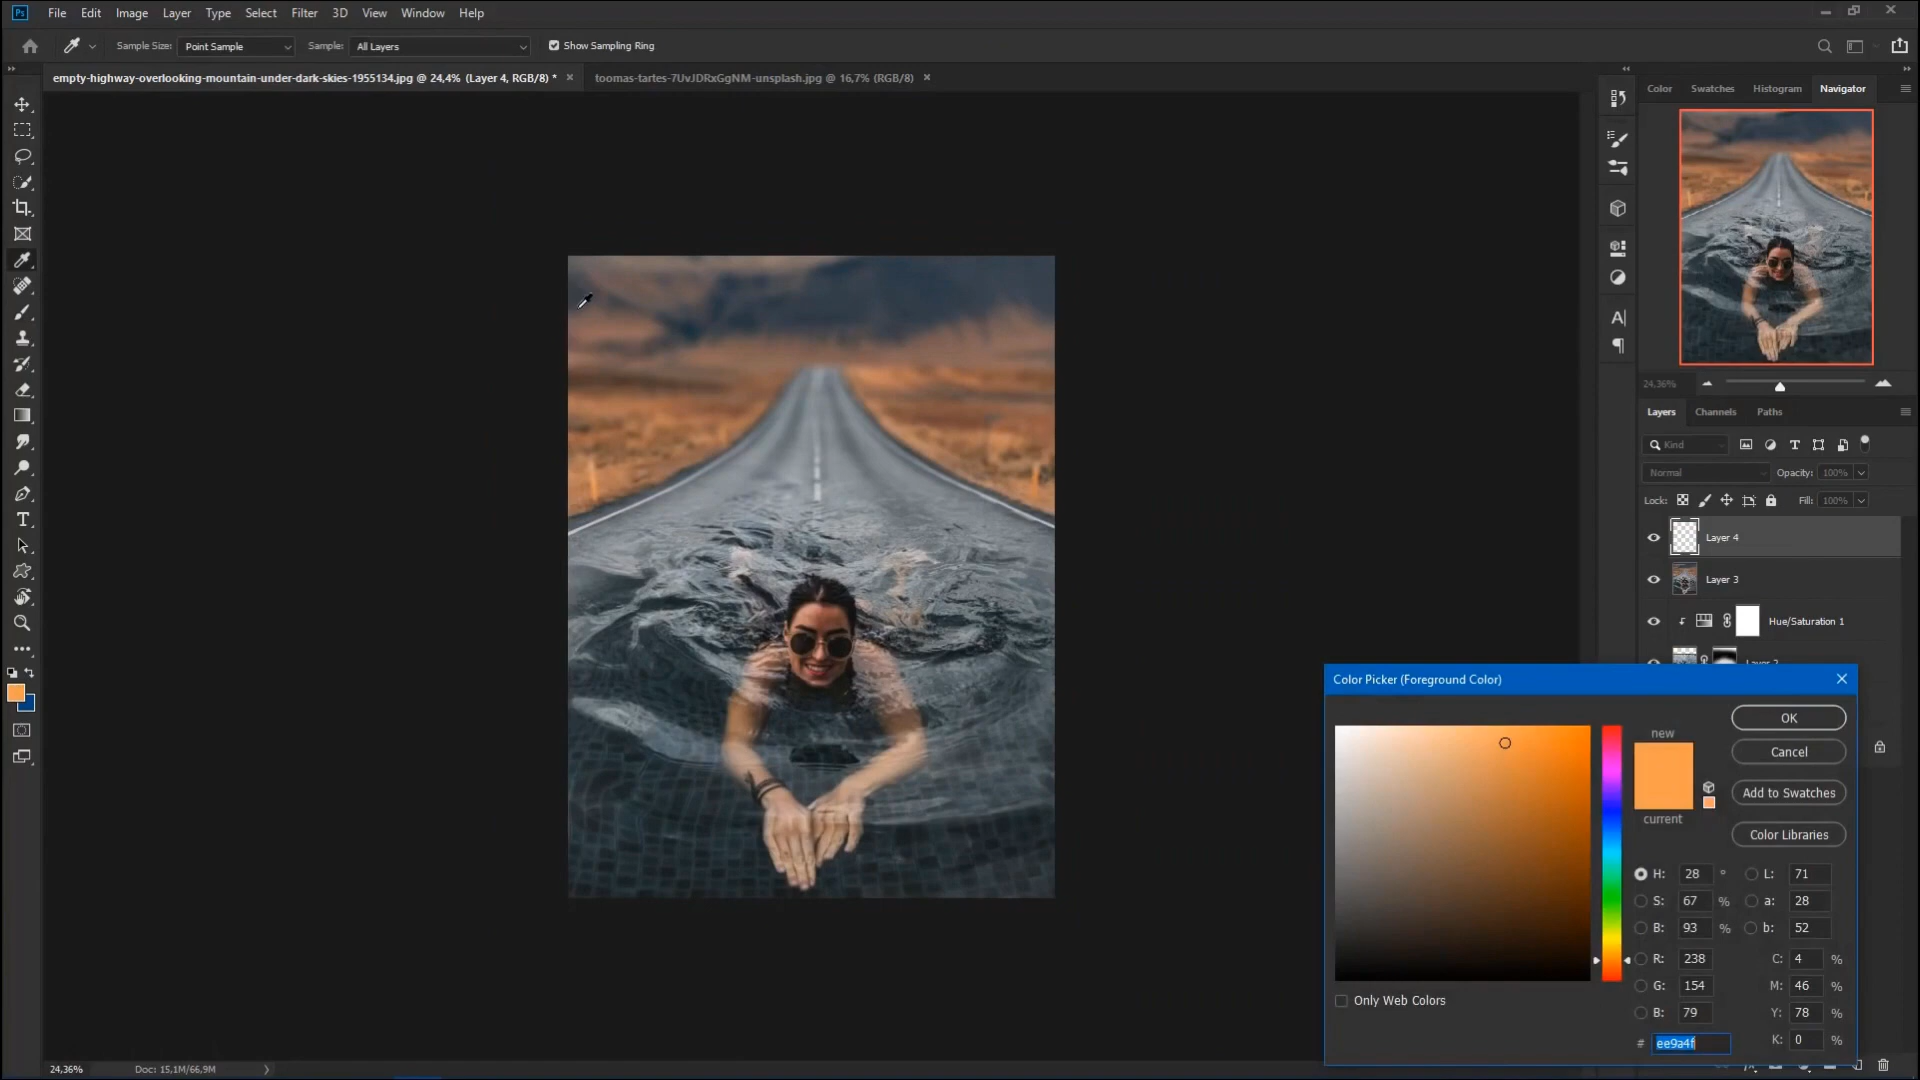 Ps File Edit Image Layer Type Select Filter 3D View Window Help
Sample Size: Point Sample Sample: All Layers Show Sampling Ring
empty-highway-overlooking-mountain-under-dark-skies-1955134.jpg @ 24,4% (Layer 4, RGB/8) * × toomas-tartes-7UvJDRxGgNM-unsplash.jpg @ 16,7% (RGB/8) ×
Color Swatches Histogram Navigator
24,36%
Layers Channels Paths
Kind
Normal Opacity: 100%
Lock: Fill: 100%
Layer 4
Layer 3
Hue/Saturation 1
Layer 2
Color Picker (Foreground Color)
new
current
OK
Cancel
Add to Swatches
Color Libraries
H: 28 ° L: 71
S: 67 % a: 28
B: 93 % b: 52
R: 238 C: 4 %
G: 154 M: 46 %
B: 79 Y: 78 %
# ee9a4f K: 0 %
Only Web Colors
24,36% Doc: 15,1M/66,9M